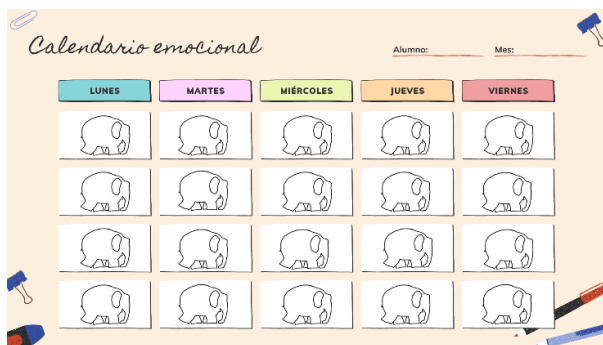 Calendario emocional
Alumno: Mes:
LUNES MARTES MIÉRCOLES JUEVES VIERNES